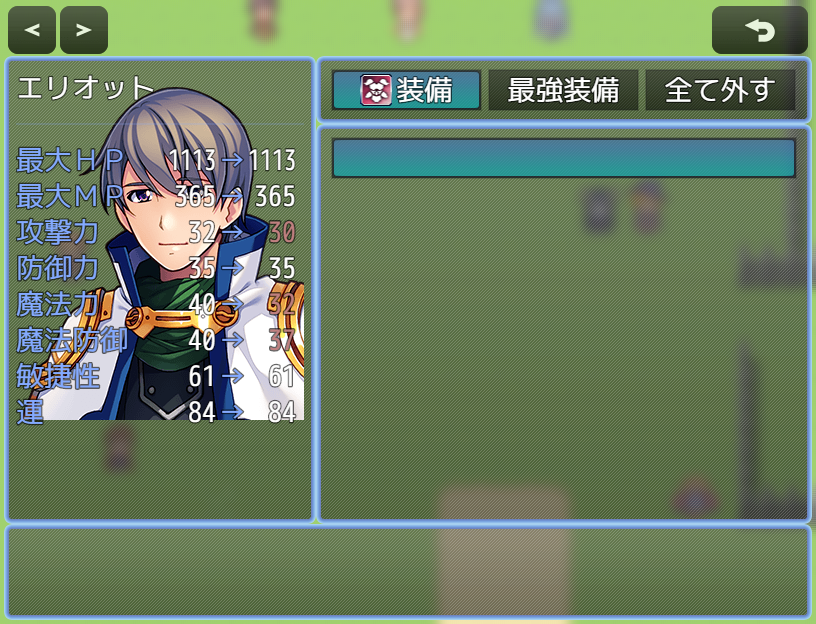 < >
エリオット
最大HP 1113→1113
最大MP 365→365
攻撃力 32→30
防御力 35→35
魔法力 40→32
魔法防御 40→37
敏捷性 61→61
運 84→84
装備 最強装備 全て外す